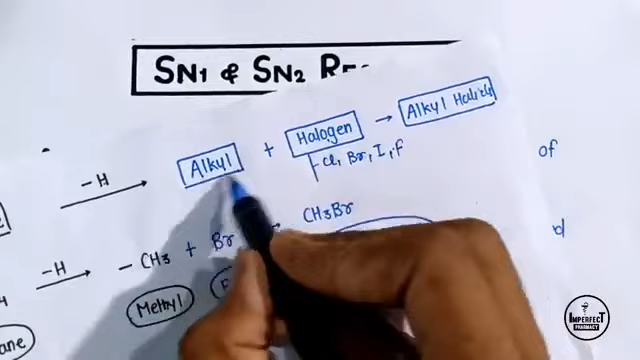 SN1 & SN2
-H → Alkyl + Halogen → Alkyl Halide
Cl, Br, I, F
of
CH3Br
-H → - CH3 + Br
Methyl
ane
IMPERFECT
PHARMACY